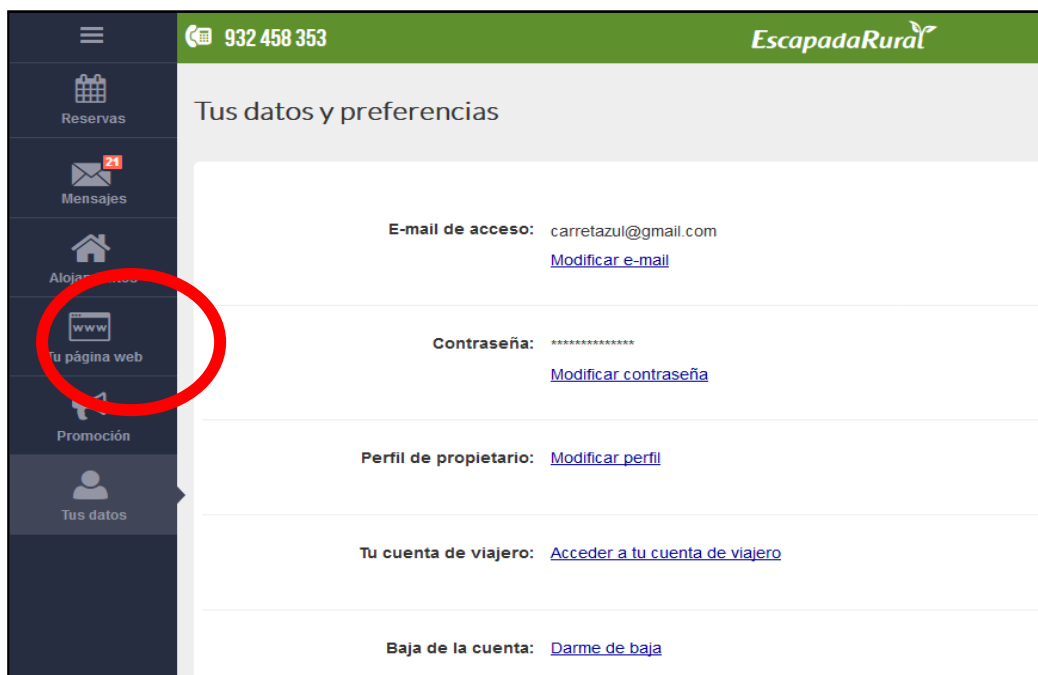 932 458 353
EscapadaRural
Reservas
21
Mensajes
www
Tu página web
Promoción
Tus datos
Tus datos y preferencias
E-mail de acceso: carretazul@gmail.com
Modificar e-mail
Contraseña: **************
Modificar contraseña
Perfil de propietario: Modificar perfil
Tu cuenta de viajero: Acceder a tu cuenta de viajero
Baja de la cuenta: Darme de baja